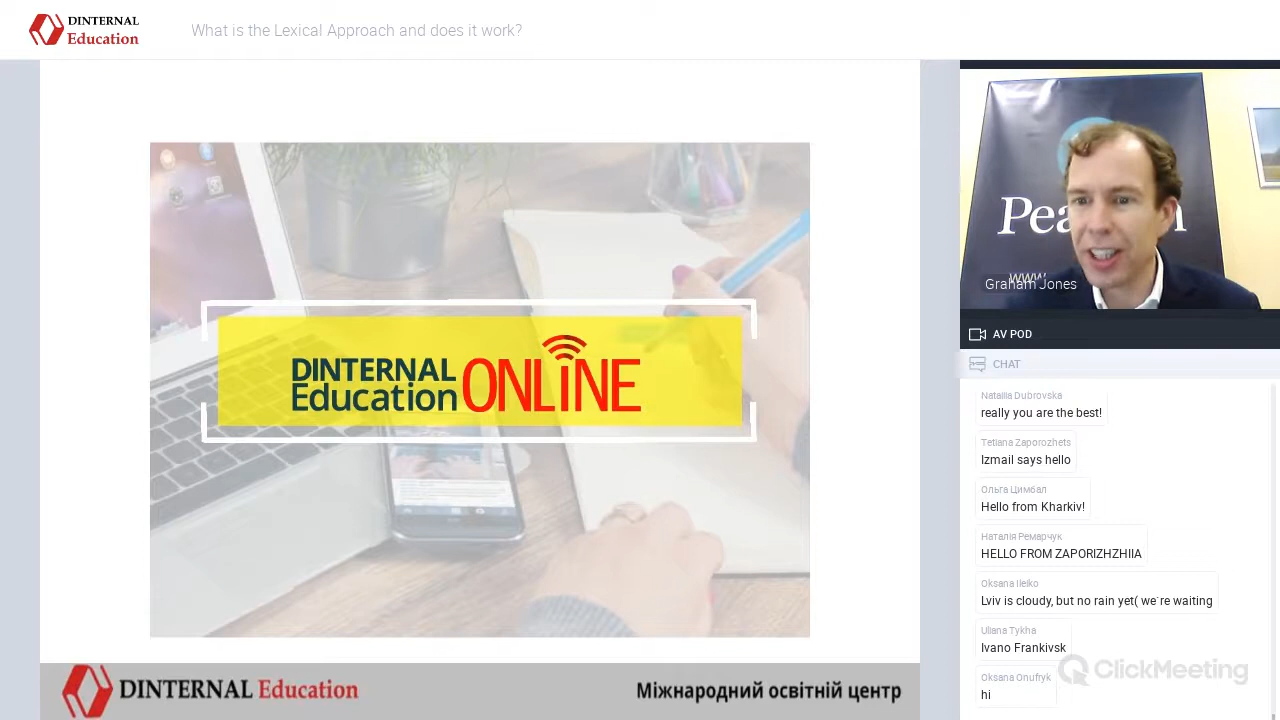 DINTERNAL
Education
What is the Lexical Approach and does it work?
DINTERNAL
Education
ONLINE
DINTERNAL Education
Міжнародний освітній центр
Pea
n
www.
Graham Jones
AV POD
CHAT
Nataliia Dubrovska
really you are the best!
Tetiana Zaporozhets
Izmail says hello
Ольга Цимбал
Hello from Kharkiv!
Наталія Ремарчук
HELLO FROM ZAPORIZHZHIIA
Oksana Ileiko
Lviv is cloudy, but no rain yet( we`re waiting
Uliana Tykha
Ivano Frankivsk
Oksana Onufryk
hi
ClickMeeting